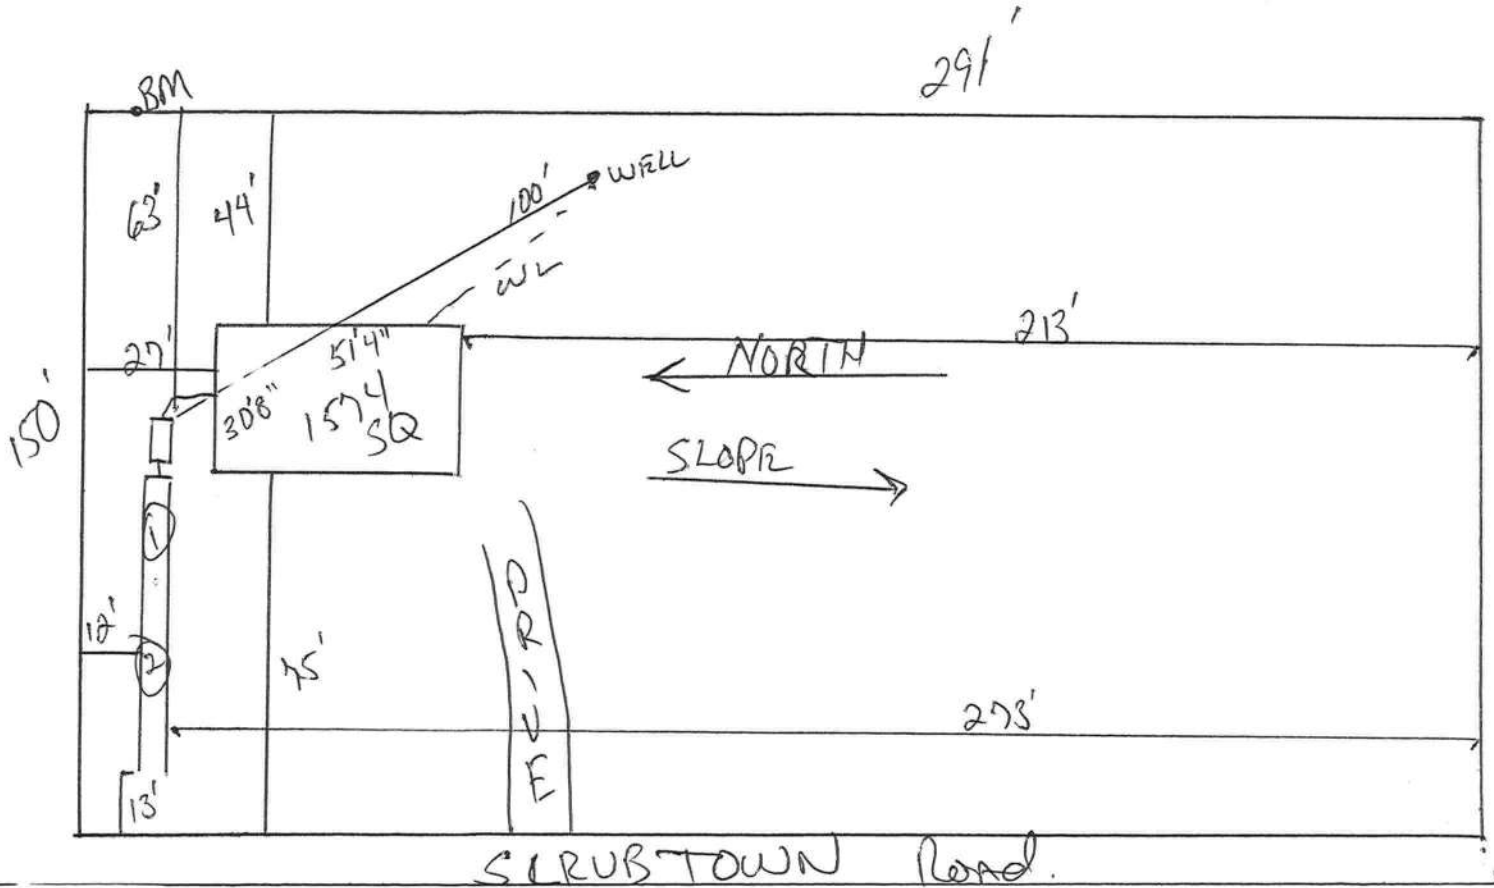 291'
BM
63'
44'
100'
WELL
WL
27'
51'4"
213'
NORTH
150'
30'8"
1574
SQ
SLOPE
1
12'
2
75'
DRIVE
273'
13'
SCRUBTOWN Road.